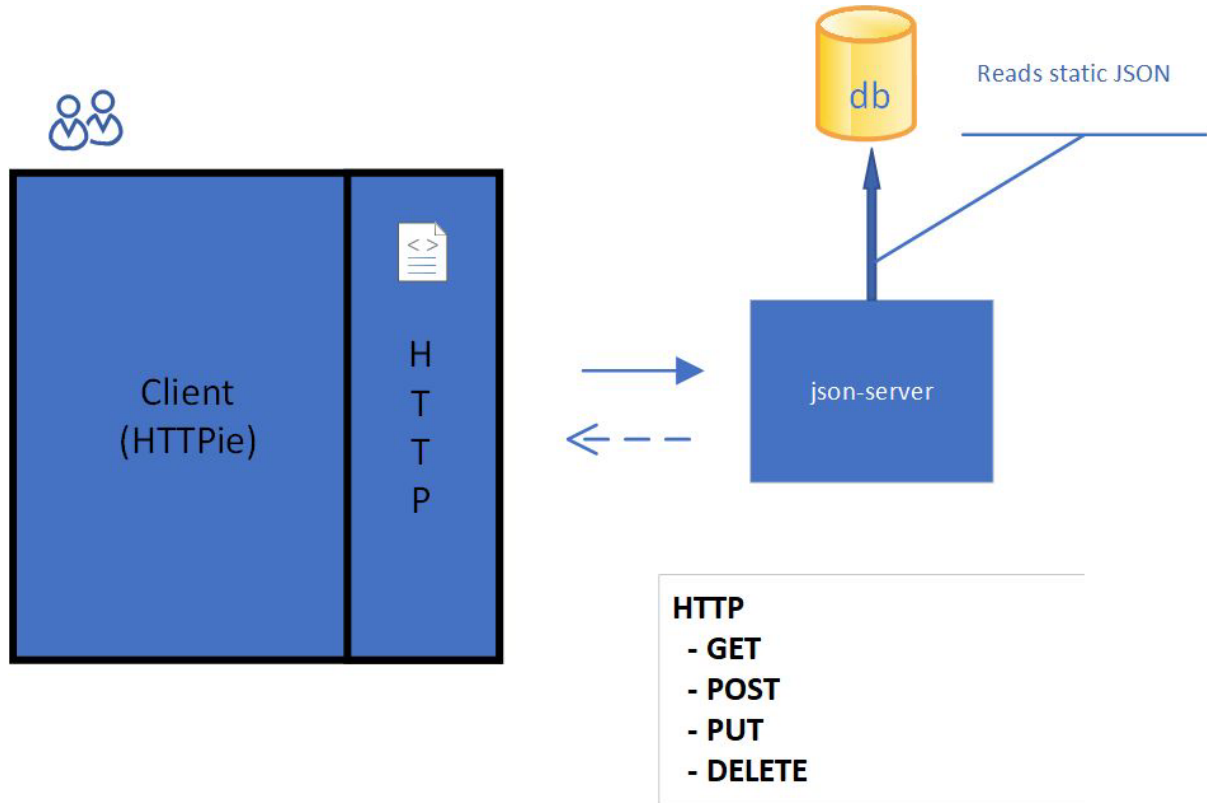 db
Reads static JSON
< >
H
T
T
P
Client
(HTTPie)
json-server
HTTP
- GET
- POST
- PUT
- DELETE